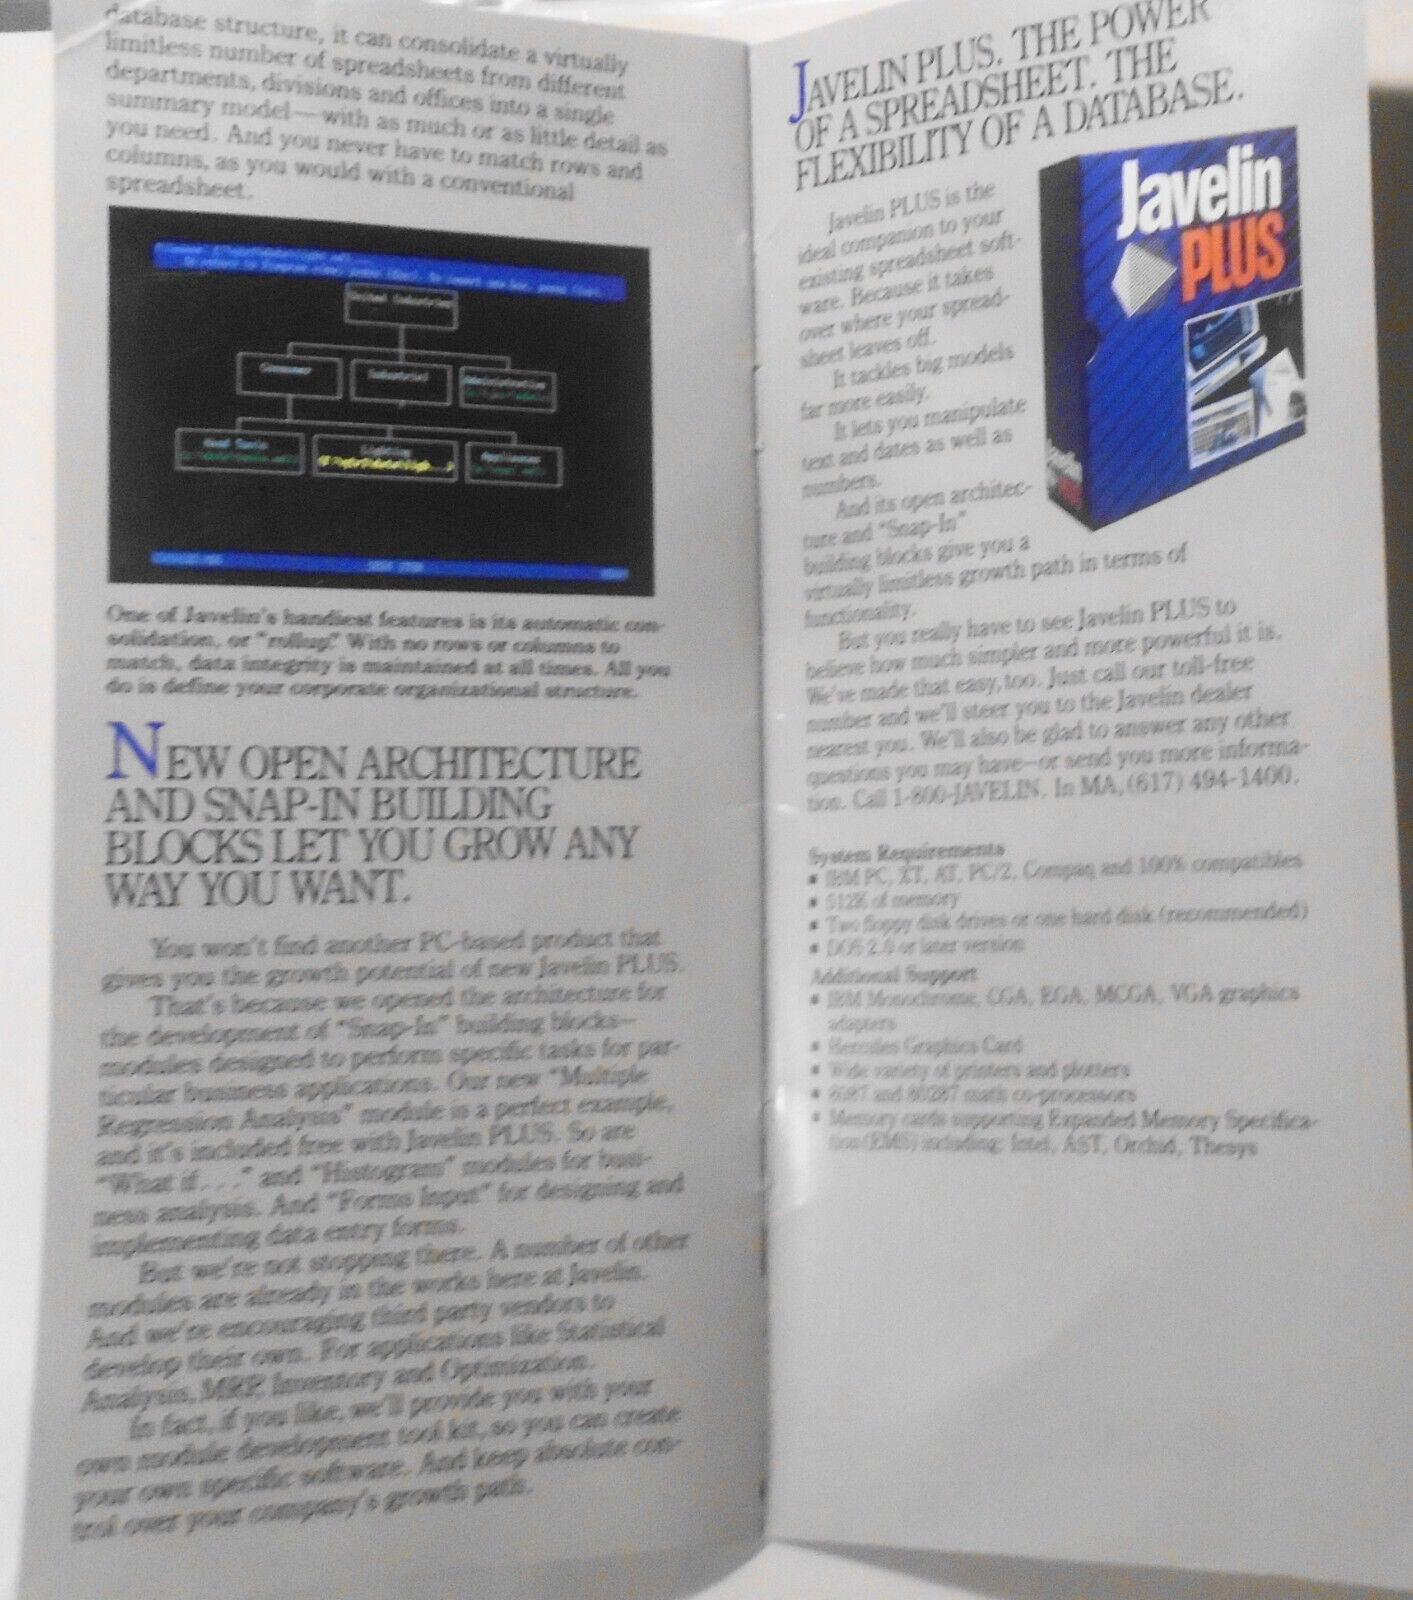 database structure, it can consolidate a virtually
limitless number of spreadsheets from different
departments, divisions and offices into a single
summary model—with as much or as little detail as
you need. And you never have to match rows and
columns, as you would with a conventional
spreadsheet.
United Industries
Consumer
Industrial
Administrative
Lighting
Appliances
One of Javelin's handiest features is its automatic con-
solidation, or "rollup." With no rows or columns to
match, data integrity is maintained at all times. All you
do is define your corporate organizational structure.
NEW OPEN ARCHITECTURE
AND SNAP-IN BUILDING
BLOCKS LET YOU GROW ANY
WAY YOU WANT.
You won't find another PC-based product that
gives you the growth potential of new Javelin PLUS.
That's because we opened the architecture for
the development of "Snap-In" building blocks—
modules designed to perform specific tasks for par-
ticular business applications. Our new "Multiple
Regression Analysis" module is a perfect example,
and it's included free with Javelin PLUS. So are
"What if . . ." and "Histogram" modules for busi-
ness analysis. And "Forms Input" for designing and
implementing data entry forms.
But we're not stopping there. A number of other
modules are already in the works here at Javelin.
And we're encouraging third party vendors to
develop their own. For applications like Statistical
Analysis, MRP, Inventory and Optimization.
In fact, if you like, we'll provide you with your
own module development tool kit, so you can create
your own specific software. And keep absolute con-
trol over your company's growth path.
JAVELIN PLUS. THE POWER
OF A SPREADSHEET. THE
FLEXIBILITY OF A DATABASE.
Javelin PLUS is the
ideal companion to your
existing spreadsheet soft-
ware. Because it takes
over where your spread-
sheet leaves off.
It tackles big models
far more easily.
It lets you manipulate
text and dates as well as
numbers.
And its open architec-
ture and "Snap-In"
building blocks give you a
virtually limitless growth path in terms of
functionality.
Javelin
PLUS
Javelin
PLUS
But you really have to see Javelin PLUS to
believe how much simpler and more powerful it is.
We've made that easy, too. Just call our toll-free
number and we'll steer you to the Javelin dealer
nearest you. We'll also be glad to answer any other
questions you may have—or send you more informa-
tion. Call 1-800-JAVELIN. In MA, (617) 494-1400.
System Requirements
▪ IBM PC, XT, AT, PC/2, Compaq and 100% compatibles
▪ 512K of memory
▪ Two floppy disk drives or one hard disk (recommended)
▪ DOS 2.0 or later version
Additional Support
▪ IBM Monochrome, CGA, EGA, MCGA, VGA graphics
adapters
▪ Hercules Graphics Card
▪ Wide variety of printers and plotters
▪ 8087 and 80287 math co-processors
▪ Memory cards supporting Expanded Memory Specifica-
tion (EMS) including: Intel, AST, Orchid, Thesys